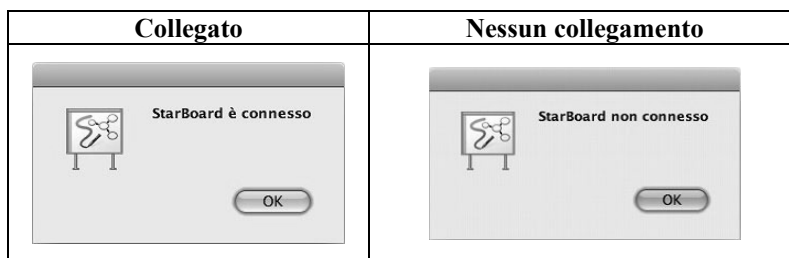 Collegato
Nessun collegamento
StarBoard è connesso
OK
StarBoard non connesso
OK